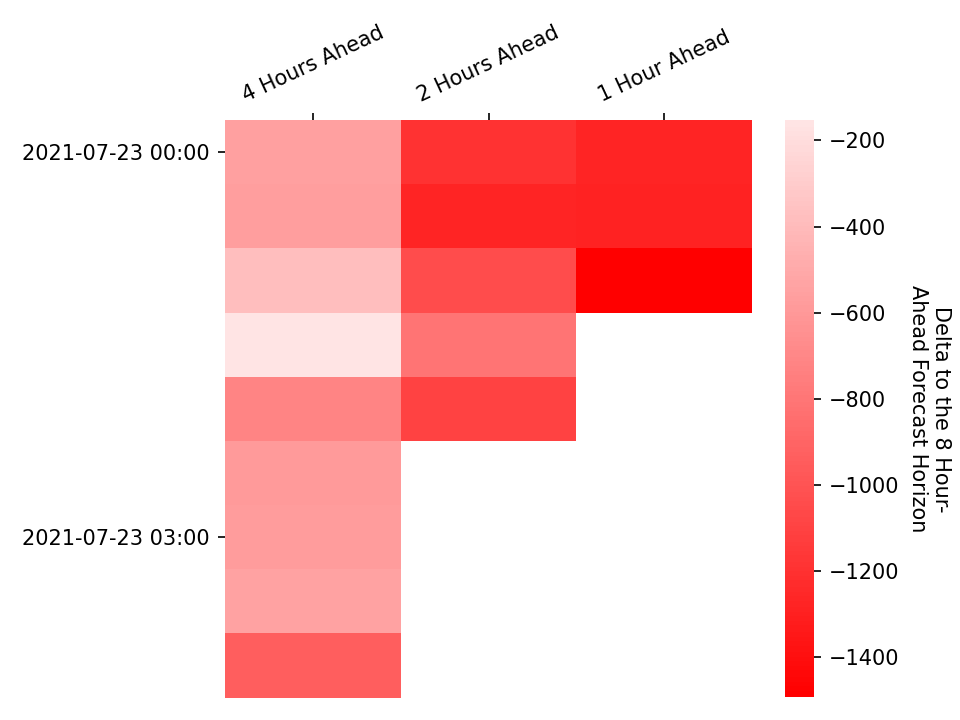 4 Hours Ahead
2 Hours Ahead
1 Hour Ahead
2021-07-23 00:00
2021-07-23 03:00
−200
−400
−600
−800
−1000
−1200
−1400
Delta to the 8 Hour-
Ahead Forecast Horizon